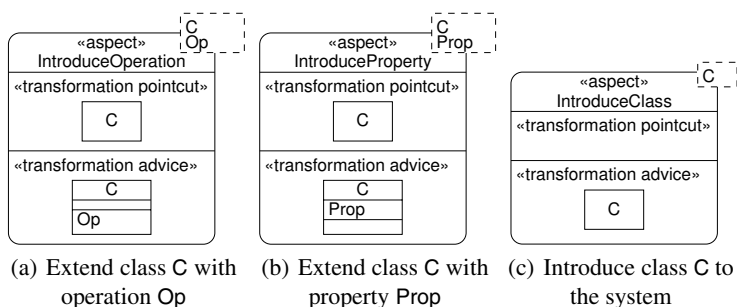 C
Op
«aspect»
IntroduceOperation
«transformation pointcut»
C
«transformation advice»
C
Op
(a) Extend class C with
operation Op
C
Prop
«aspect»
IntroduceProperty
«transformation pointcut»
C
«transformation advice»
C
Prop
(b) Extend class C with
property Prop
C
«aspect»
IntroduceClass
«transformation pointcut»
«transformation advice»
C
(c) Introduce class C to
the system